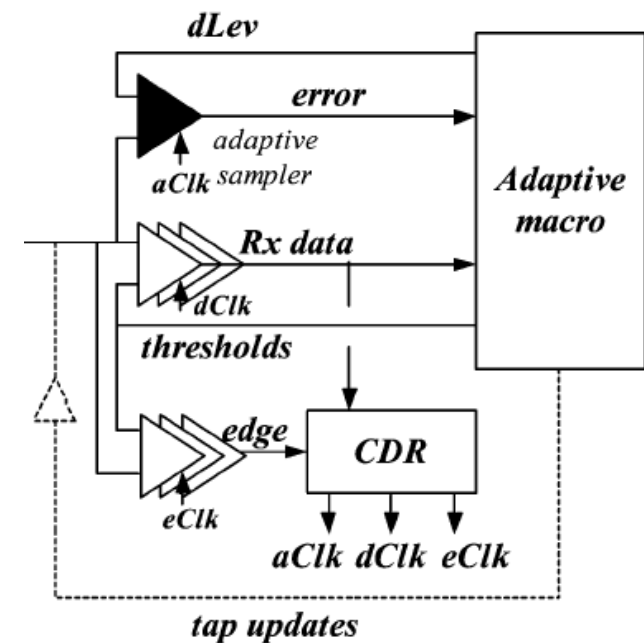 dLev
error
adaptive
sampler
aClk
Adaptive
macro
Rx data
dClk
thresholds
edge
eClk
CDR
aClk dClk eClk
tap updates